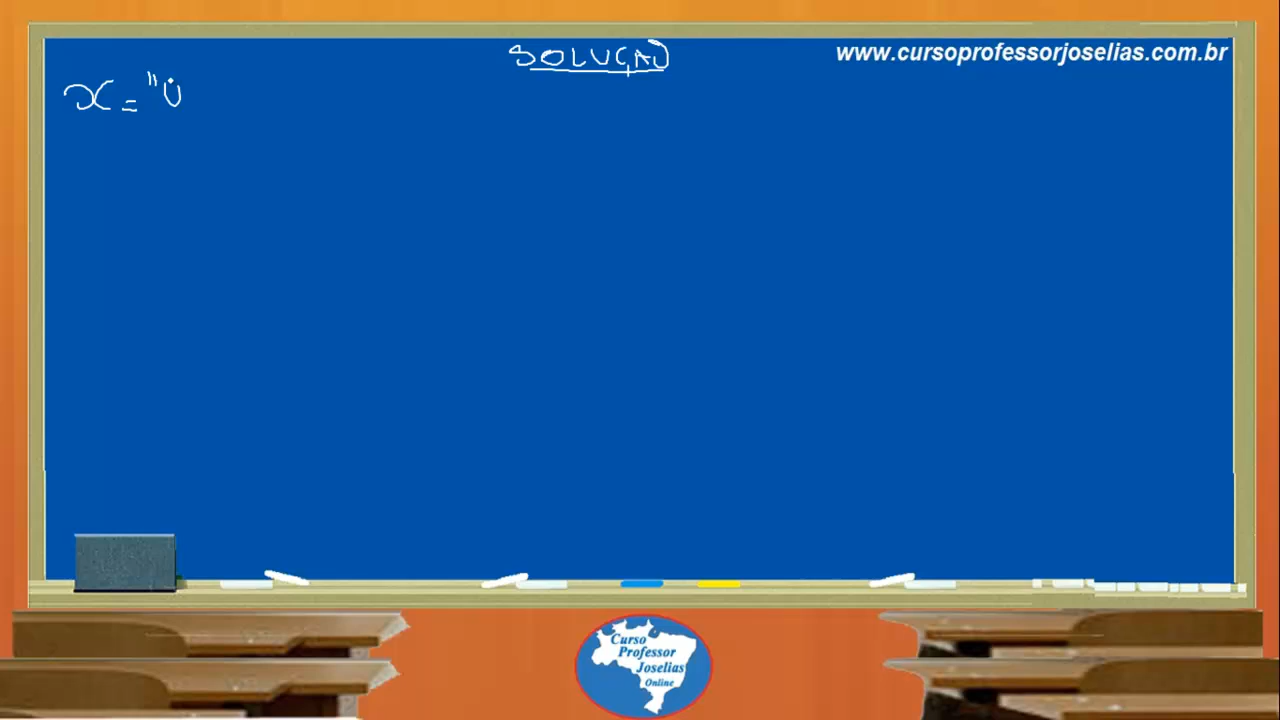 SOLUÇÃO
www.cursoprofessorjoselias.com.br
x = "
Curso
Professor
Joselias
Online